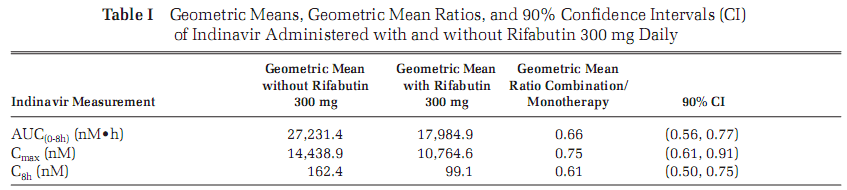 Table I Geometric Means, Geometric Mean Ratios, and 90% Confidence Intervals (CI)
of Indinavir Administered with and without Rifabutin 300 mg Daily
Geometric Mean Geometric Mean Geometric Mean
without Rifabutin with Rifabutin Ratio Combination/
Indinavir Measurement 300 mg 300 mg Monotherapy 90% CI
AUC(0-8h) (nM•h) 27,231.4 17,984.9 0.66 (0.56, 0.77)
Cmax (nM) 14,438.9 10,764.6 0.75 (0.61, 0.91)
C8h (nM) 162.4 99.1 0.61 (0.50, 0.75)